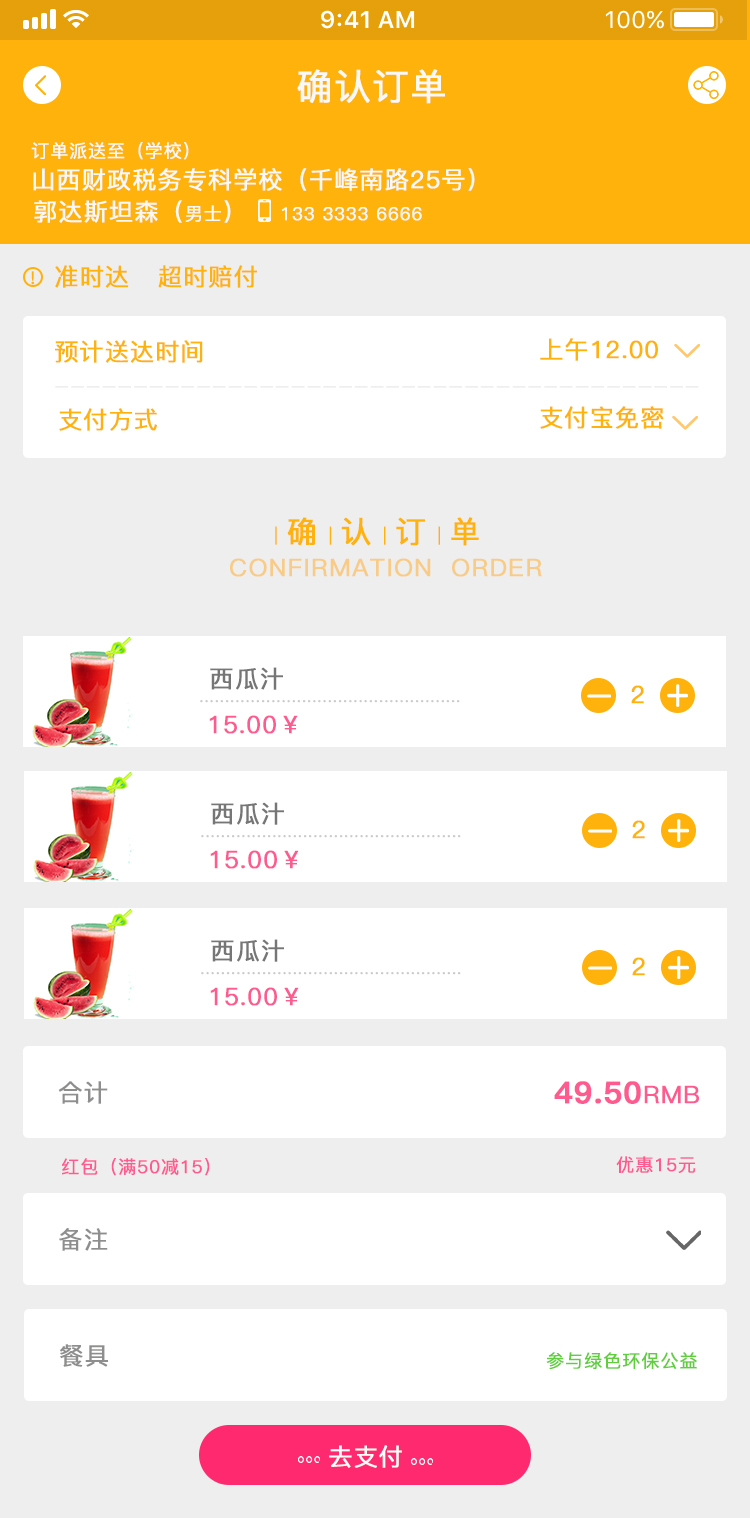 9:41 AM 100%
确认订单
订单派送至（学校）
山西财政税务专科学校（千峰南路25号）
郭达斯坦森（男士） 133 3333 6666
准时达 超时赔付
预计送达时间 上午12.00
支付方式 支付宝免密
确 认 订 单
CONFIRMATION ORDER
西瓜汁
15.00 ¥
2
西瓜汁
15.00 ¥
2
西瓜汁
15.00 ¥
2
合计 49.50RMB
红包（满50减15） 优惠15元
备注
餐具 参与绿色环保公益
去支付